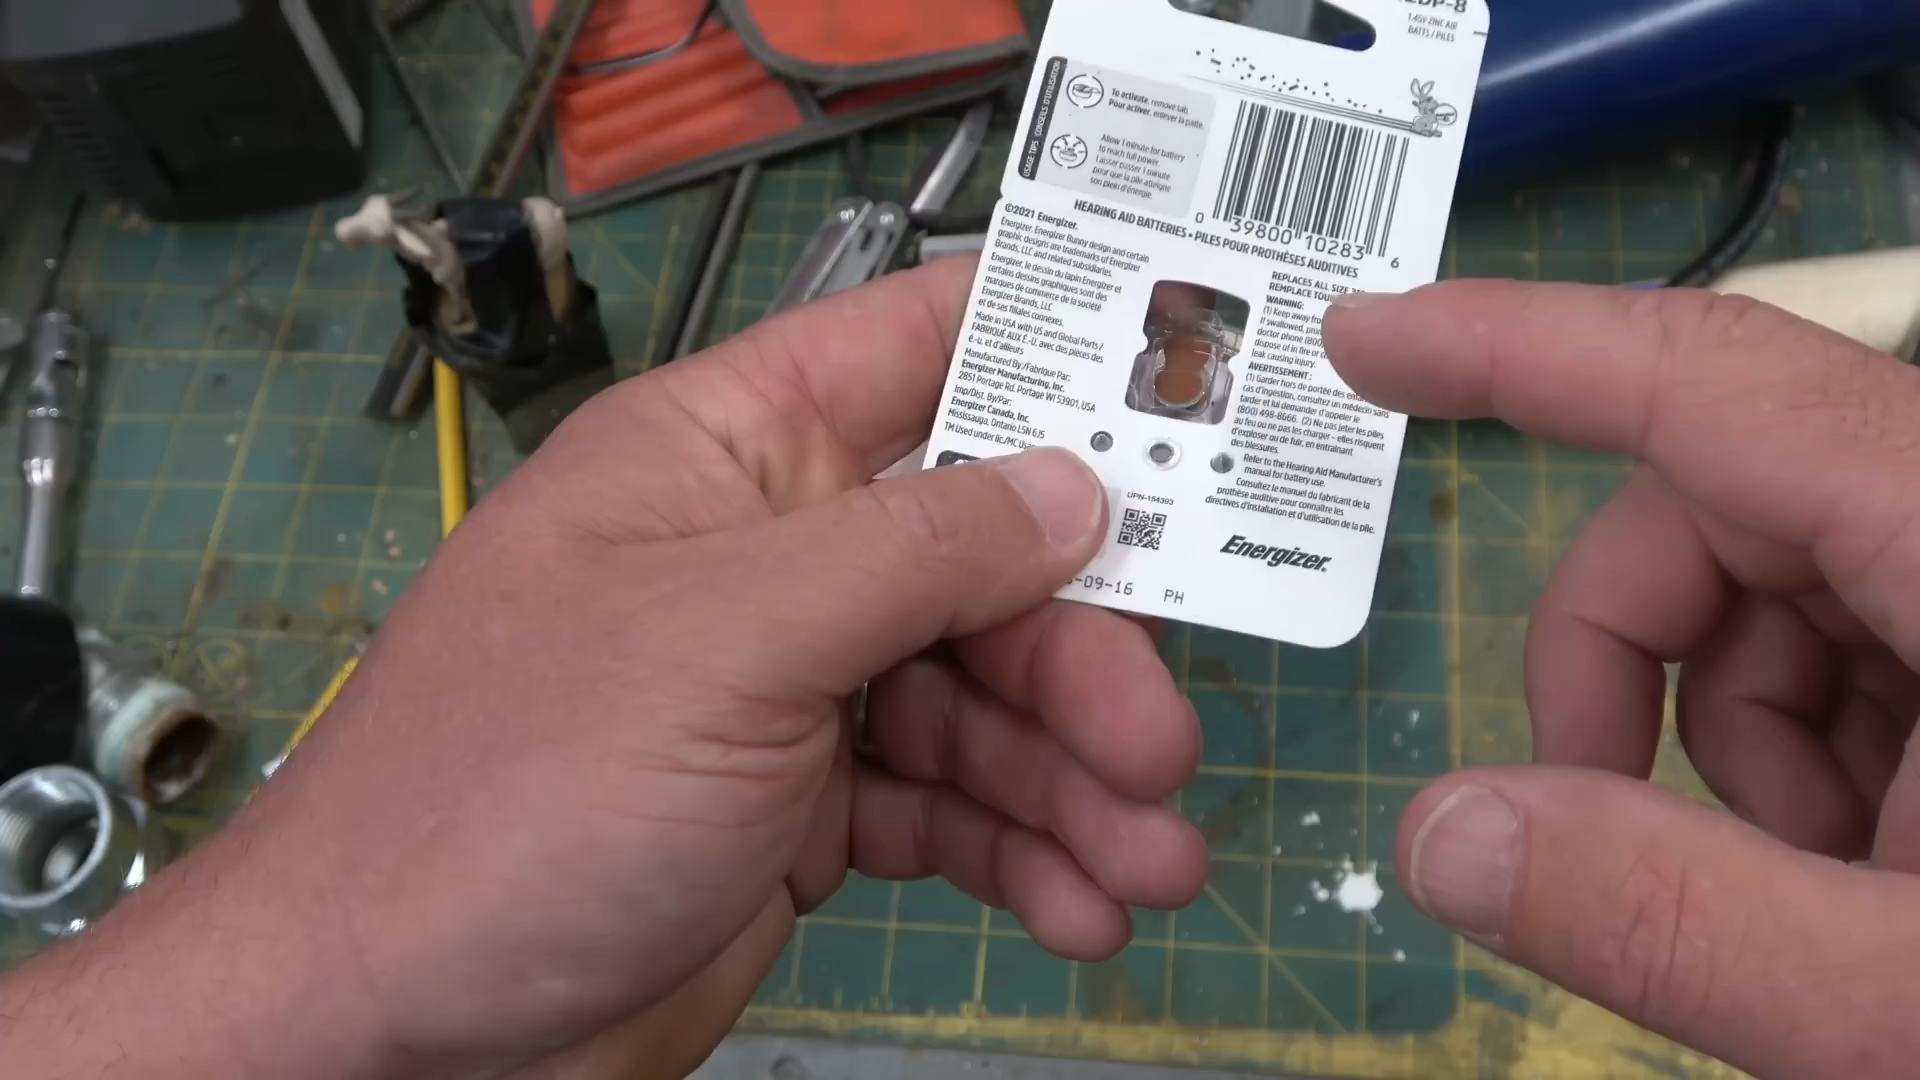 DP-8
1.45V ZINC AIR
BATTS / PILES
USAGE TIPS CONSEILS D'UTILISATION
To activate, remove tab.
Pour activer, enlever la patte.
Allow 1 minute for battery
to reach full power.
Laisser passer 1 minute
pour que la pile atteigne
son plein d'énergie.
0 39800 10283 6
HEARING AID BATTERIES • PILES POUR PROTHÈSES AUDITIVES
©2021 Energizer.
Energizer, Energizer Bunny design and certain
graphic designs are trademarks of Energizer
Brands, LLC and related subsidiaries.
Energizer, le dessin du lapin Energizer et
certains dessins graphiques sont des
marques de commerce de la société
Energizer Brands, LLC
et de ses filiales connexes.
Made in USA with US and Global Parts /
FABRIQUÉ AUX É.-U. avec des pièces des
É.-U. et d'ailleurs
Manufactured By:/Fabrique Par:
Energizer Manufacturing, Inc.
2851 Portage Rd, Portage WI 53901, USA
Imp/Dist. By/Par:
Energizer Canada, Inc.
Mississauga, Ontario L5N 6J5
TM Used under lic./MC
REPLACES ALL SIZE
REMPLACE
WARNING:
(1) Keep away
If swallowed,
doctor phone (800)
dispose of in fire or
leak causing injury.
AVERTISSEMENT :
(1) Garder hors de portée des
cas d'ingestion, consultez un médecin sans
tarder et lui demander d'appeler le
(800) 498-8666. (2) Ne pas jeter les piles
au feu ou ne pas les charger – elles risquent
d'exploser ou de fuir, en entraînant
des blessures.
Refer to the Hearing Aid Manufacturer's
manual for battery use.
Consultez le manuel du fabricant de la
prothèse auditive pour connaître les
directives d'installation et d'utilisation de la pile.
UPN-154393
Energizer.
-09-16 PH